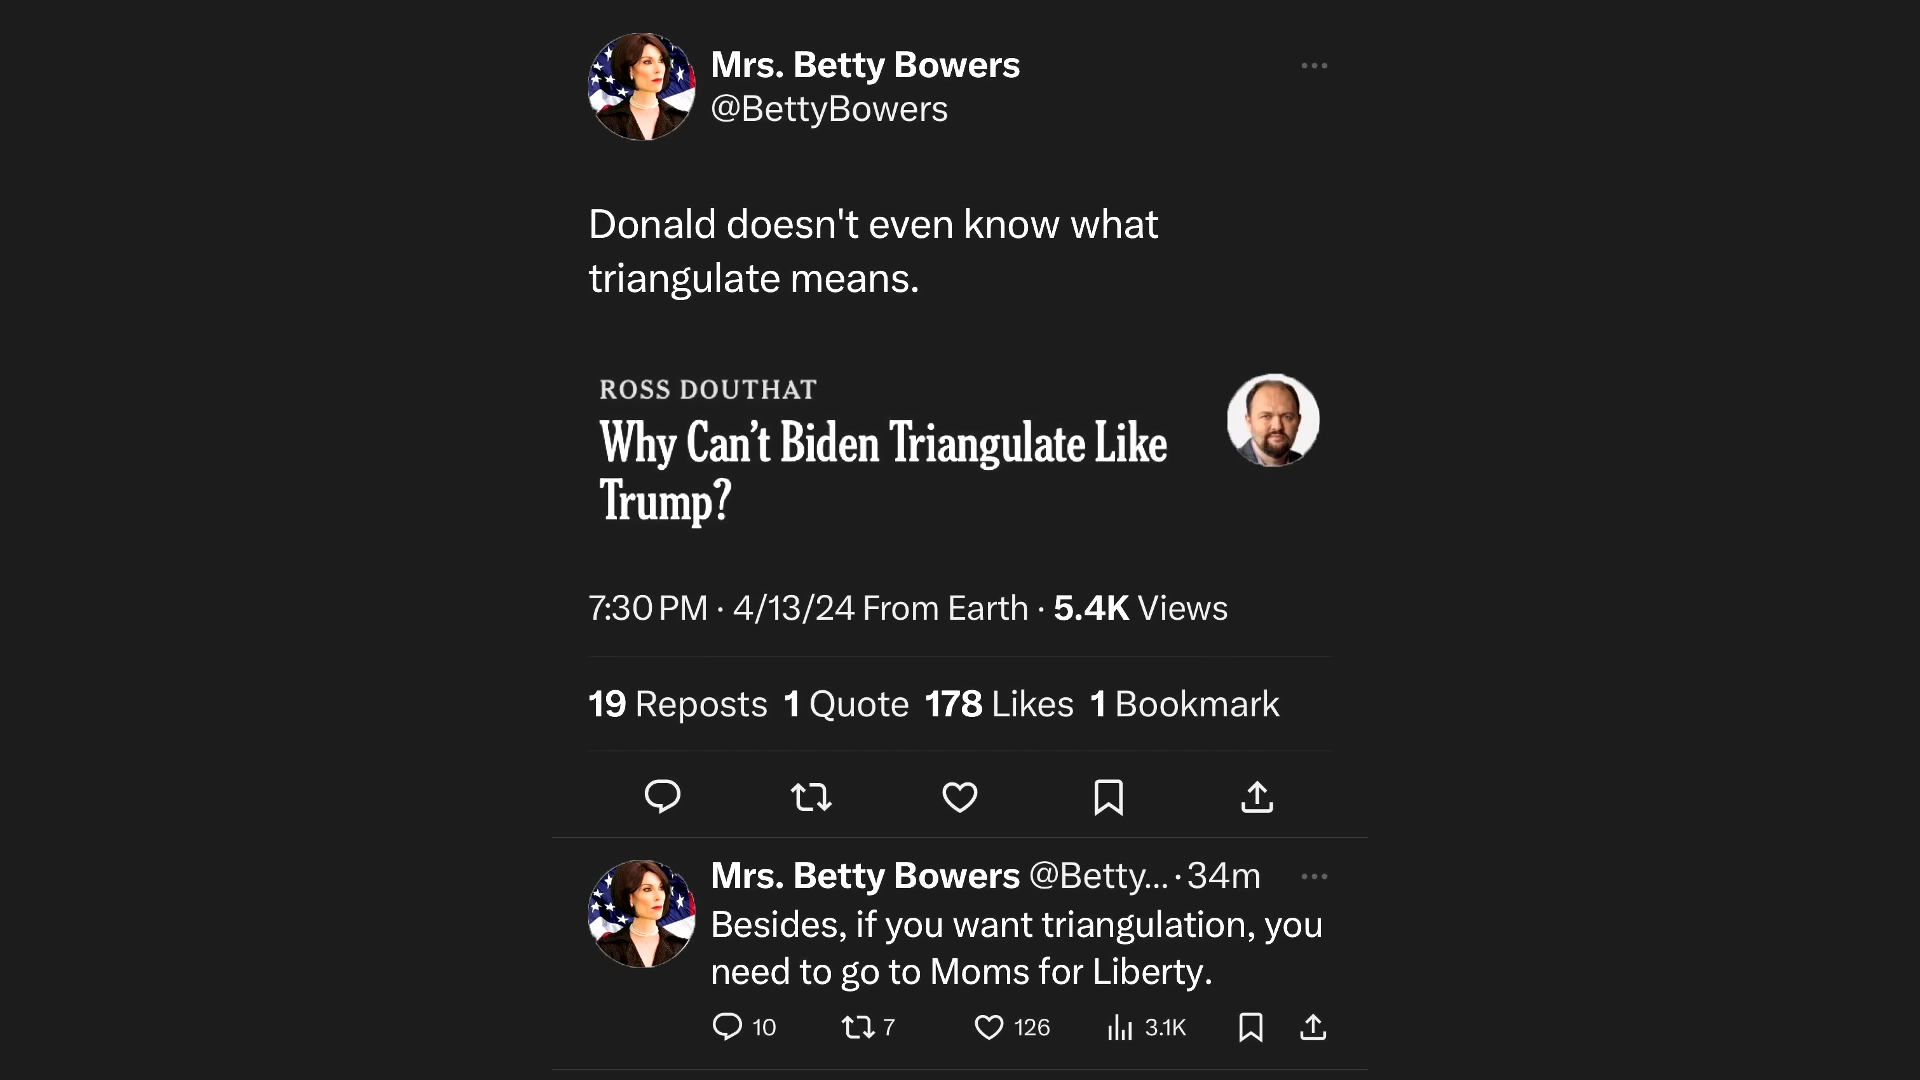 Mrs. Betty Bowers
@BettyBowers
Donald doesn't even know what
triangulate means.
ROSS DOUTHAT
Why Can’t Biden Triangulate Like
Trump?
7:30 PM · 4/13/24 From Earth · 5.4K Views
19 Reposts 1 Quote 178 Likes 1 Bookmark
Mrs. Betty Bowers @Betty... · 34m
Besides, if you want triangulation, you
need to go to Moms for Liberty.
10 7 126 3.1K